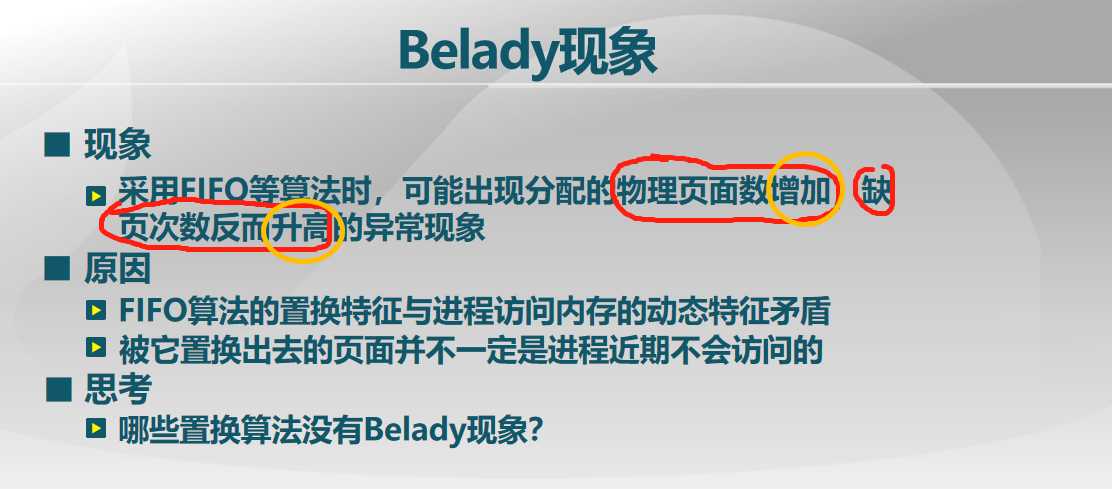 Belady现象
现象
采用FIFO等算法时，可能出现分配的物理页面数增加 缺
页次数反而升高的异常现象
原因
FIFO算法的置换特征与进程访问内存的动态特征矛盾
被它置换出去的页面并不一定是进程近期不会访问的
思考
哪些置换算法没有Belady现象？